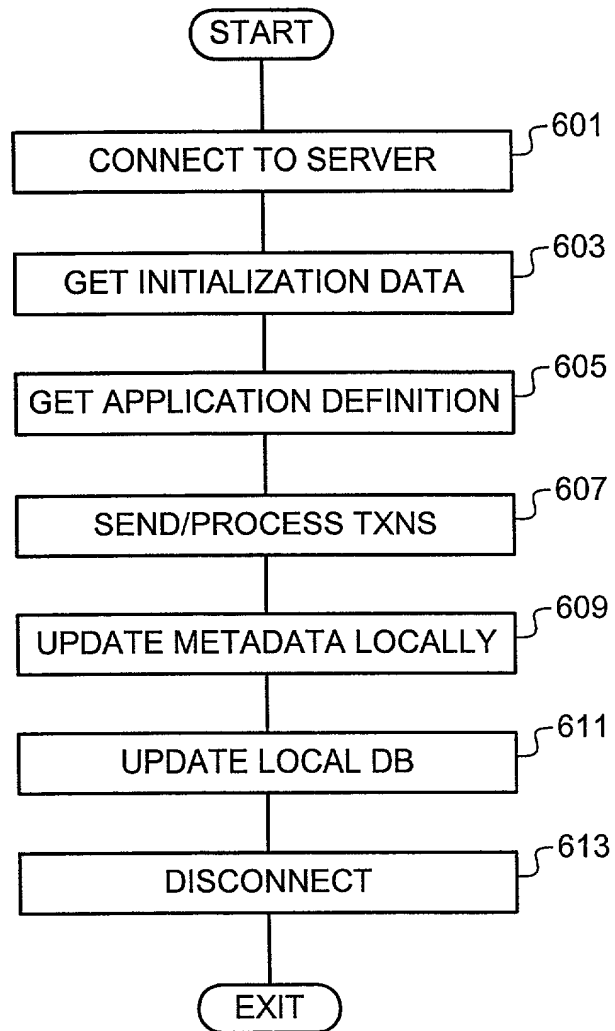 START
CONNECT TO SERVER
601
GET INITIALIZATION DATA
603
GET APPLICATION DEFINITION
605
SEND/PROCESS TXNS
607
UPDATE METADATA LOCALLY
609
UPDATE LOCAL DB
611
DISCONNECT
613
EXIT